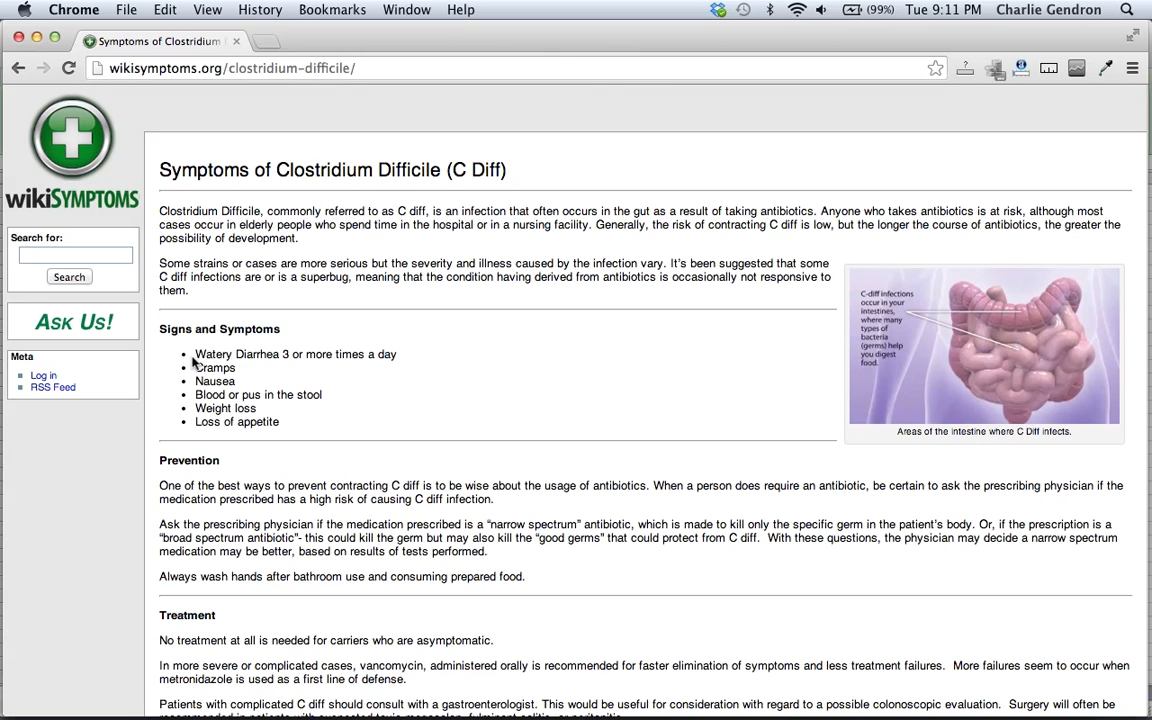 Chrome File Edit View History Bookmarks Window Help (99%) Tue 9:11 PM Charlie Gendron
Symptoms of Clostridium
wikisymptoms.org/clostridium-difficile/
wikiSYMPTOMS
Search for:
Search
ASK US!
Meta
Log in
RSS Feed
Symptoms of Clostridium Difficile (C Diff)
Clostridium Difficile, commonly referred to as C diff, is an infection that often occurs in the gut as a result of taking antibiotics. Anyone who takes antibiotics is at risk, although most
cases occur in elderly people who spend time in the hospital or in a nursing facility. Generally, the risk of contracting C diff is low, but the longer the course of antibiotics, the greater the
possibility of development.
Some strains or cases are more serious but the severity and illness caused by the infection vary. It's been suggested that some
C diff infections are or is a superbug, meaning that the condition having derived from antibiotics is occasionally not responsive to
them.
C-diff infections
occur in your
intestines,
where many
types of
bacteria
(germs) help
you digest
food.
Areas of the intestine where C Diff infects.
Signs and Symptoms
• Watery Diarrhea 3 or more times a day
• Cramps
• Nausea
• Blood or pus in the stool
• Weight loss
• Loss of appetite
Prevention
One of the best ways to prevent contracting C diff is to be wise about the usage of antibiotics. When a person does require an antibiotic, be certain to ask the prescribing physician if the
medication prescribed has a high risk of causing C diff infection.
Ask the prescribing physician if the medication prescribed is a “narrow spectrum” antibiotic, which is made to kill only the specific germ in the patient's body. Or, if the prescription is a
“broad spectrum antibiotic”- this could kill the germ but may also kill the “good germs” that could protect from C diff. With these questions, the physician may decide a narrow spectrum
medication may be better, based on results of tests performed.
Always wash hands after bathroom use and consuming prepared food.
Treatment
No treatment at all is needed for carriers who are asymptomatic.
In more severe or complicated cases, vancomycin, administered orally is recommended for faster elimination of symptoms and less treatment failures. More failures seem to occur when
metronidazole is used as a first line of defense.
Patients with complicated C diff should consult with a gastroenterologist. This would be useful for consideration with regard to a possible colonoscopic evaluation. Surgery will often be